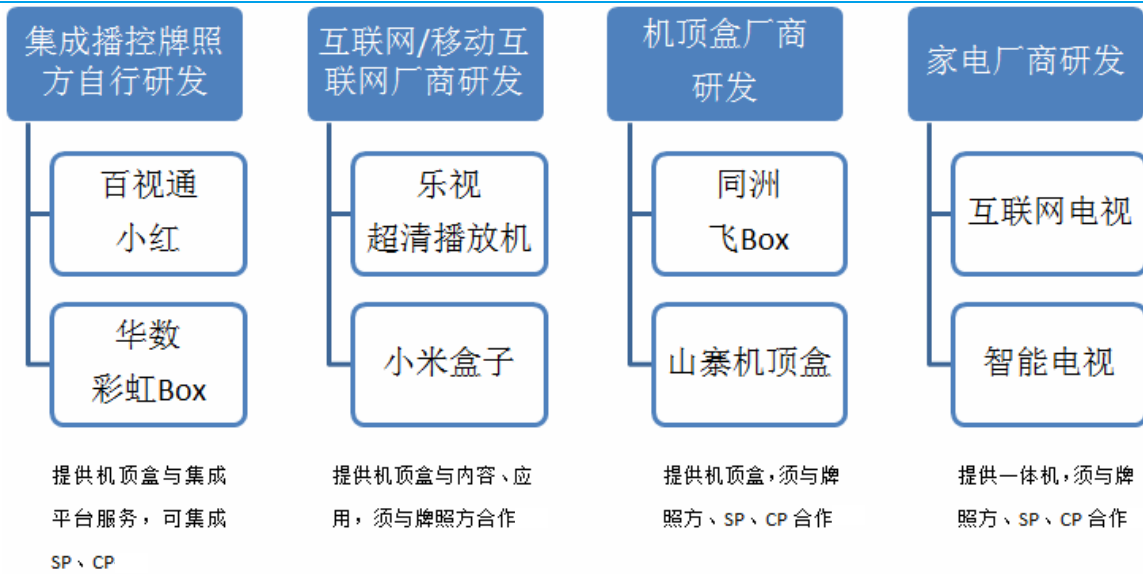 集成播控牌照
方自行研发
百视通
小红
华数
彩虹Box
提供机顶盒与集成
平台服务，可集成
SP、CP
互联网/移动互
联网厂商研发
乐视
超清播放机
小米盒子
提供机顶盒与内容、应
用，须与牌照方合作
机顶盒厂商
研发
同洲
飞Box
山寨机顶盒
提供机顶盒，须与牌
照方、SP、CP 合作
家电厂商研发
互联网电视
智能电视
提供一体机，须与牌
照方、SP、CP 合作